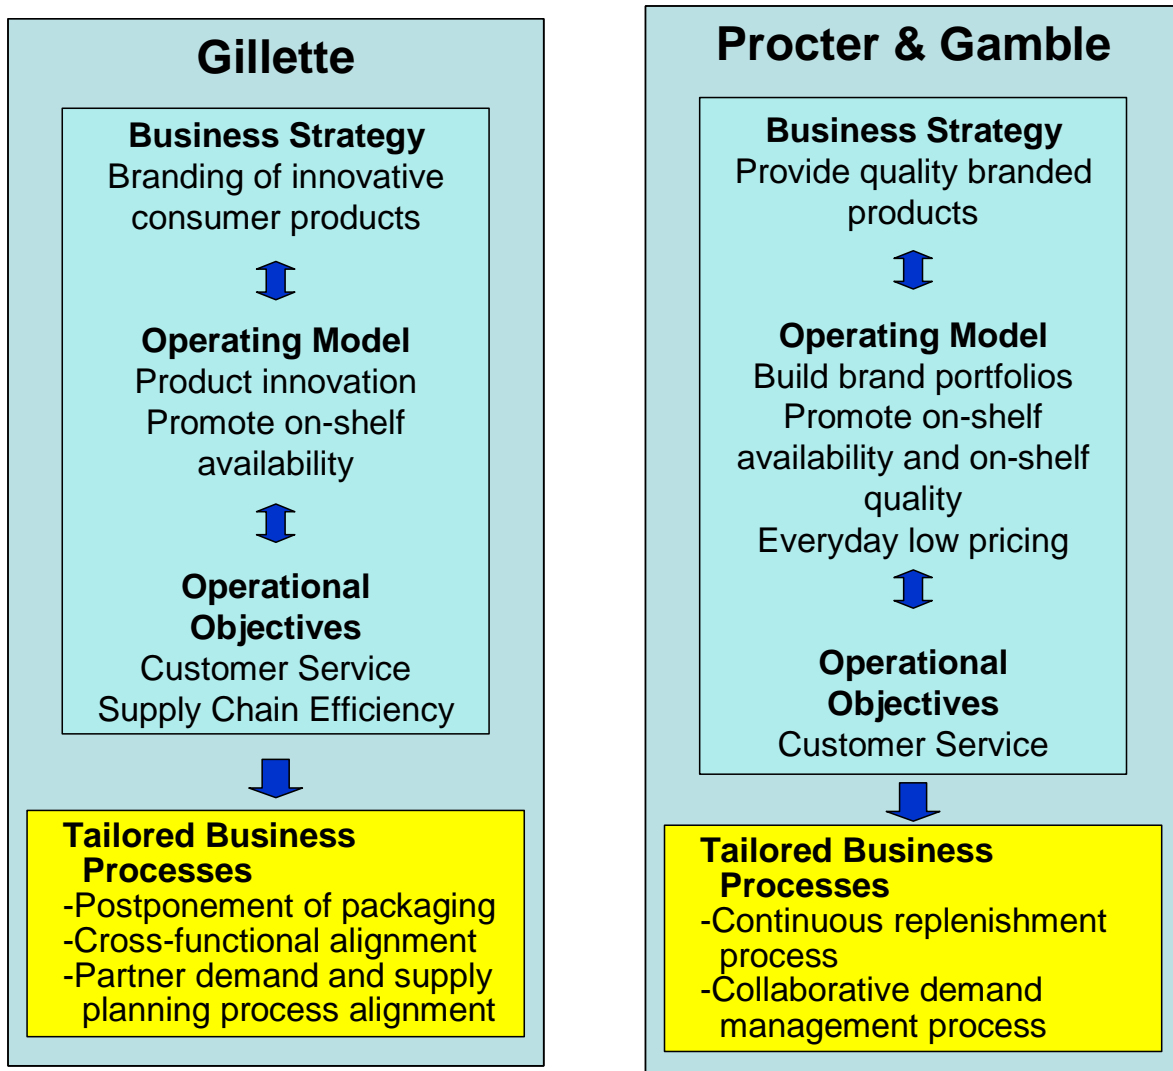 Gillette
Business Strategy
Branding of innovative
consumer products
Operating Model
Product innovation
Promote on-shelf
availability
Operational
Objectives
Customer Service
Supply Chain Efficiency
Tailored Business
Processes
-Postponement of packaging
-Cross-functional alignment
-Partner demand and supply
planning process alignment
Procter & Gamble
Business Strategy
Provide quality branded
products
Operating Model
Build brand portfolios
Promote on-shelf
availability and on-shelf
quality
Everyday low pricing
Operational
Objectives
Customer Service
Tailored Business
Processes
-Continuous replenishment
process
-Collaborative demand
management process